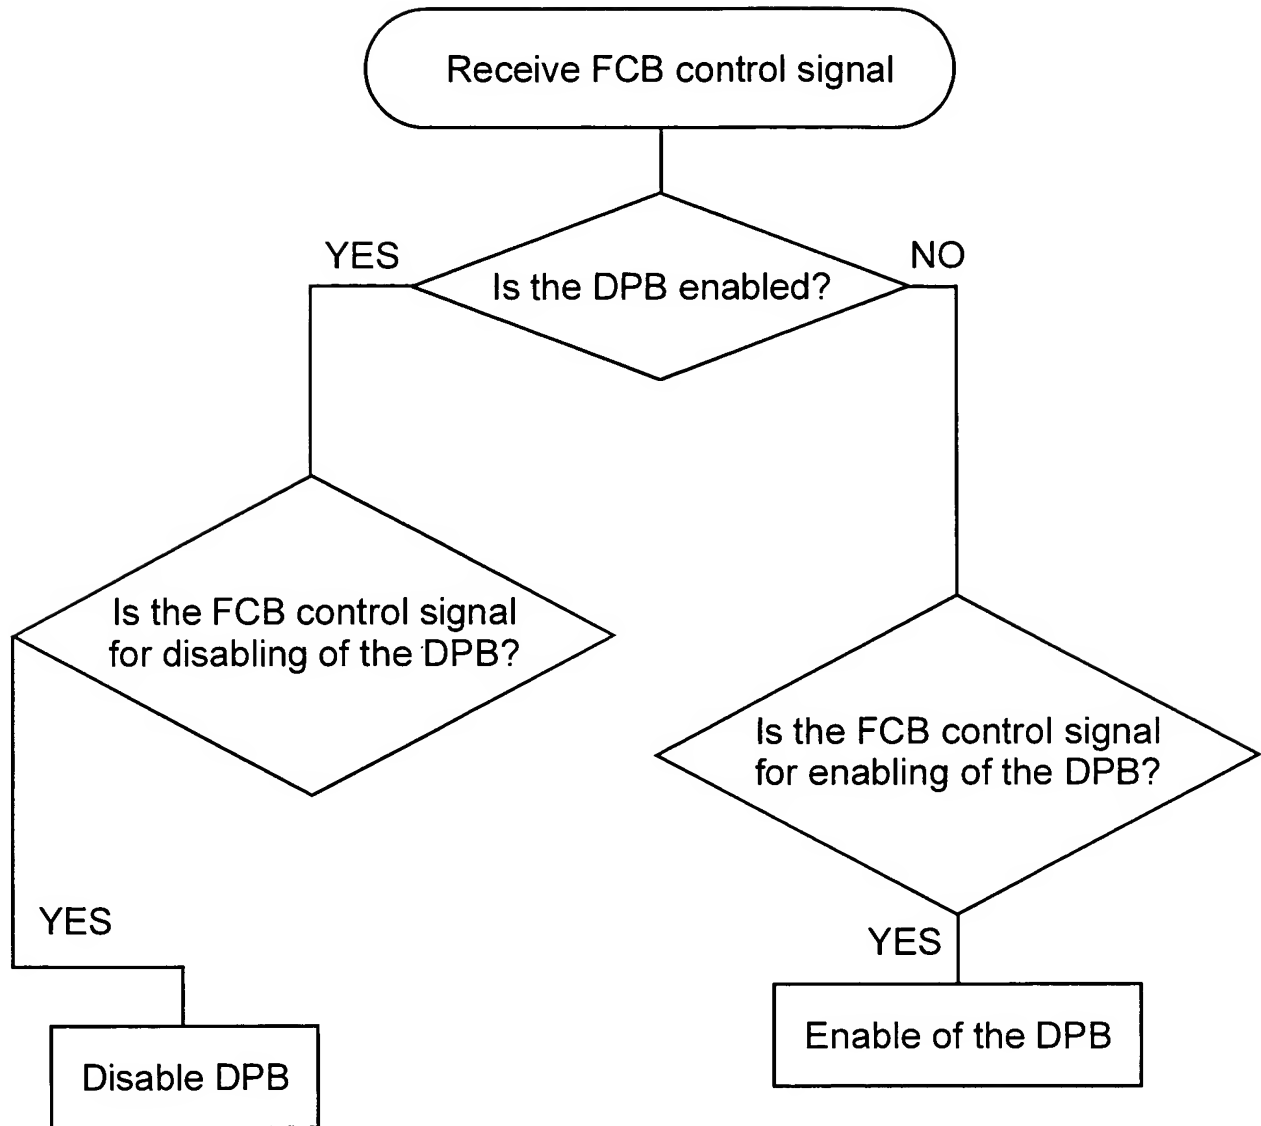 Receive FCB control signal
YES
NO
Is the DPB enabled?
Is the FCB control signal
for disabling of the DPB?
Is the FCB control signal
for enabling of the DPB?
YES
YES
Enable of the DPB
Disable DPB